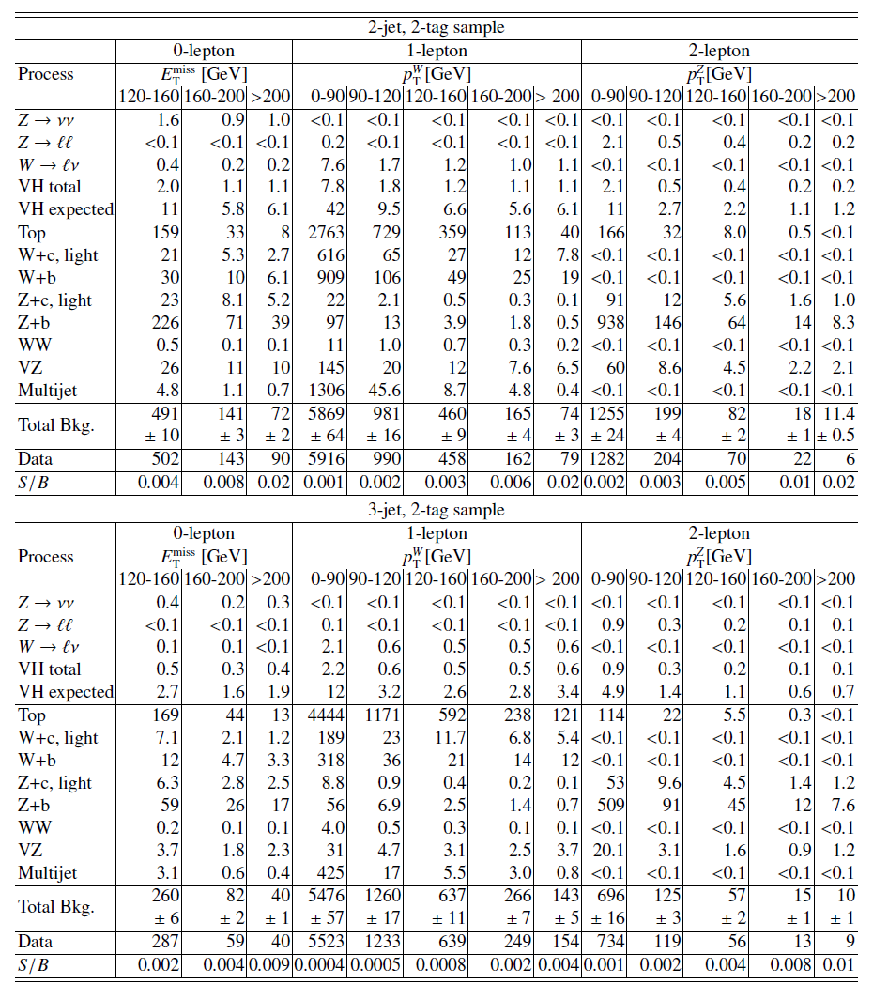 2-jet, 2-tag sample
0-lepton 1-lepton 2-lepton
Process E_T^miss [GeV] p_T^W[GeV] p_T^Z[GeV]
120-160 160-200 >200 0-90 90-120 120-160 160-200 > 200 0-90 90-120 120-160 160-200 >200
Z → νν 1.6 0.9 1.0 <0.1 <0.1 <0.1 <0.1 <0.1 <0.1 <0.1 <0.1 <0.1 <0.1
Z → ℓℓ <0.1 <0.1 <0.1 0.2 <0.1 <0.1 <0.1 <0.1 2.1 0.5 0.4 0.2 0.2
W → ℓν 0.4 0.2 0.2 7.6 1.7 1.2 1.0 1.1 <0.1 <0.1 <0.1 <0.1 <0.1
VH total 2.0 1.1 1.1 7.8 1.8 1.2 1.1 1.1 2.1 0.5 0.4 0.2 0.2
VH expected 11 5.8 6.1 42 9.5 6.6 5.6 6.1 11 2.7 2.2 1.1 1.2
Top 159 33 8 2763 729 359 113 40 166 32 8.0 0.5 <0.1
W+c, light 21 5.3 2.7 616 65 27 12 7.8 <0.1 <0.1 <0.1 <0.1 <0.1
W+b 30 10 6.1 909 106 49 25 19 <0.1 <0.1 <0.1 <0.1 <0.1
Z+c, light 23 8.1 5.2 22 2.1 0.5 0.3 0.1 91 12 5.6 1.6 1.0
Z+b 226 71 39 97 13 3.9 1.8 0.5 938 146 64 14 8.3
WW 0.5 0.1 0.1 11 1.0 0.7 0.3 0.2 <0.1 <0.1 <0.1 <0.1 <0.1
VZ 26 11 10 145 20 12 7.6 6.5 60 8.6 4.5 2.2 2.1
Multijet 4.8 1.1 0.7 1306 45.6 8.7 4.8 0.4 <0.1 <0.1 <0.1 <0.1 <0.1
Total Bkg. 491 141 72 5869 981 460 165 74 1255 199 82 18 11.4
± 10 ± 3 ± 2 ± 64 ± 16 ± 9 ± 4 ± 3 ± 24 ± 4 ± 2 ± 1 ± 0.5
Data 502 143 90 5916 990 458 162 79 1282 204 70 22 6
S/B 0.004 0.008 0.02 0.001 0.002 0.003 0.006 0.02 0.002 0.003 0.005 0.01 0.02
3-jet, 2-tag sample
0-lepton 1-lepton 2-lepton
Process E_T^miss [GeV] p_T^W[GeV] p_T^Z[GeV]
120-160 160-200 >200 0-90 90-120 120-160 160-200 > 200 0-90 90-120 120-160 160-200 >200
Z → νν 0.4 0.2 0.3 <0.1 <0.1 <0.1 <0.1 <0.1 <0.1 <0.1 <0.1 <0.1 <0.1
Z → ℓℓ <0.1 <0.1 <0.1 0.1 <0.1 <0.1 <0.1 <0.1 0.9 0.3 0.2 0.1 0.1
W → ℓν 0.1 0.1 <0.1 2.1 0.6 0.5 0.5 0.6 <0.1 <0.1 <0.1 <0.1 <0.1
VH total 0.5 0.3 0.4 2.2 0.6 0.5 0.5 0.6 0.9 0.3 0.2 0.1 0.1
VH expected 2.7 1.6 1.9 12 3.2 2.6 2.8 3.4 4.9 1.4 1.1 0.6 0.7
Top 169 44 13 4444 1171 592 238 121 114 22 5.5 0.3 <0.1
W+c, light 7.1 2.1 1.2 189 23 11.7 6.8 5.4 <0.1 <0.1 <0.1 <0.1 <0.1
W+b 12 4.7 3.3 318 36 21 14 12 <0.1 <0.1 <0.1 <0.1 <0.1
Z+c, light 6.3 2.8 2.5 8.8 0.9 0.4 0.2 0.1 53 9.6 4.5 1.4 1.2
Z+b 59 26 17 56 6.9 2.5 1.4 0.7 509 91 45 12 7.6
WW 0.2 0.1 0.1 4.0 0.5 0.3 0.1 0.1 <0.1 <0.1 <0.1 <0.1 <0.1
VZ 3.7 1.8 2.3 31 4.7 3.1 2.5 3.7 20.1 3.1 1.6 0.9 1.2
Multijet 3.1 0.6 0.4 425 17 5.5 3.0 0.8 <0.1 <0.1 <0.1 <0.1 <0.1
Total Bkg. 260 82 40 5476 1260 637 266 143 696 125 57 15 10
± 6 ± 2 ± 1 ± 57 ± 17 ± 11 ± 7 ± 5 ± 16 ± 3 ± 2 ± 1 ± 1
Data 287 59 40 5523 1233 639 249 154 734 119 56 13 9
S/B 0.002 0.004 0.009 0.0004 0.0005 0.0008 0.002 0.004 0.001 0.002 0.004 0.008 0.01